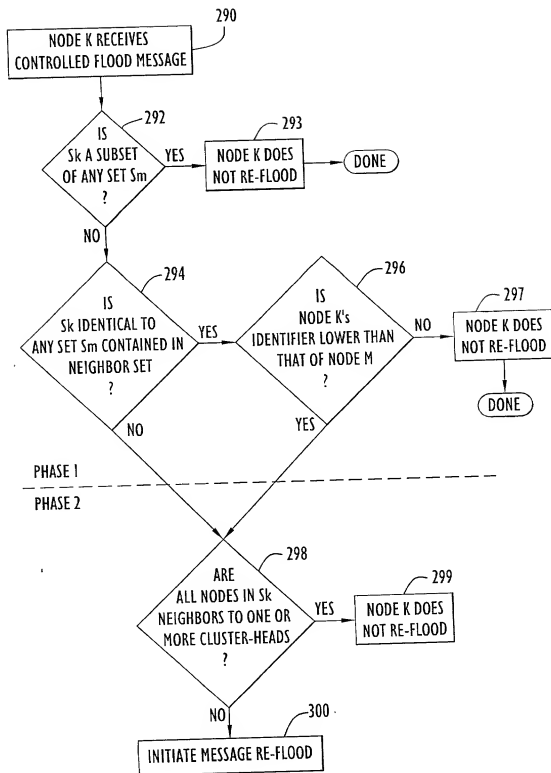 290
NODE K RECEIVES
CONTROLLED FLOOD MESSAGE
292
IS
Sk A SUBSET
OF ANY SET Sm
?
YES
293
NODE K DOES
NOT RE-FLOOD
DONE
NO
294
IS
Sk IDENTICAL TO
ANY SET Sm CONTAINED IN
NEIGHBOR SET
?
YES
296
IS
NODE K's
IDENTIFIER LOWER THAN
THAT OF NODE M
?
NO
297
NODE K DOES
NOT RE-FLOOD
DONE
NO
YES
PHASE 1
PHASE 2
298
ARE
ALL NODES IN Sk
NEIGHBORS TO ONE OR
MORE CLUSTER-HEADS
?
YES
299
NODE K DOES
NOT RE-FLOOD
NO
300
INITIATE MESSAGE RE-FLOOD